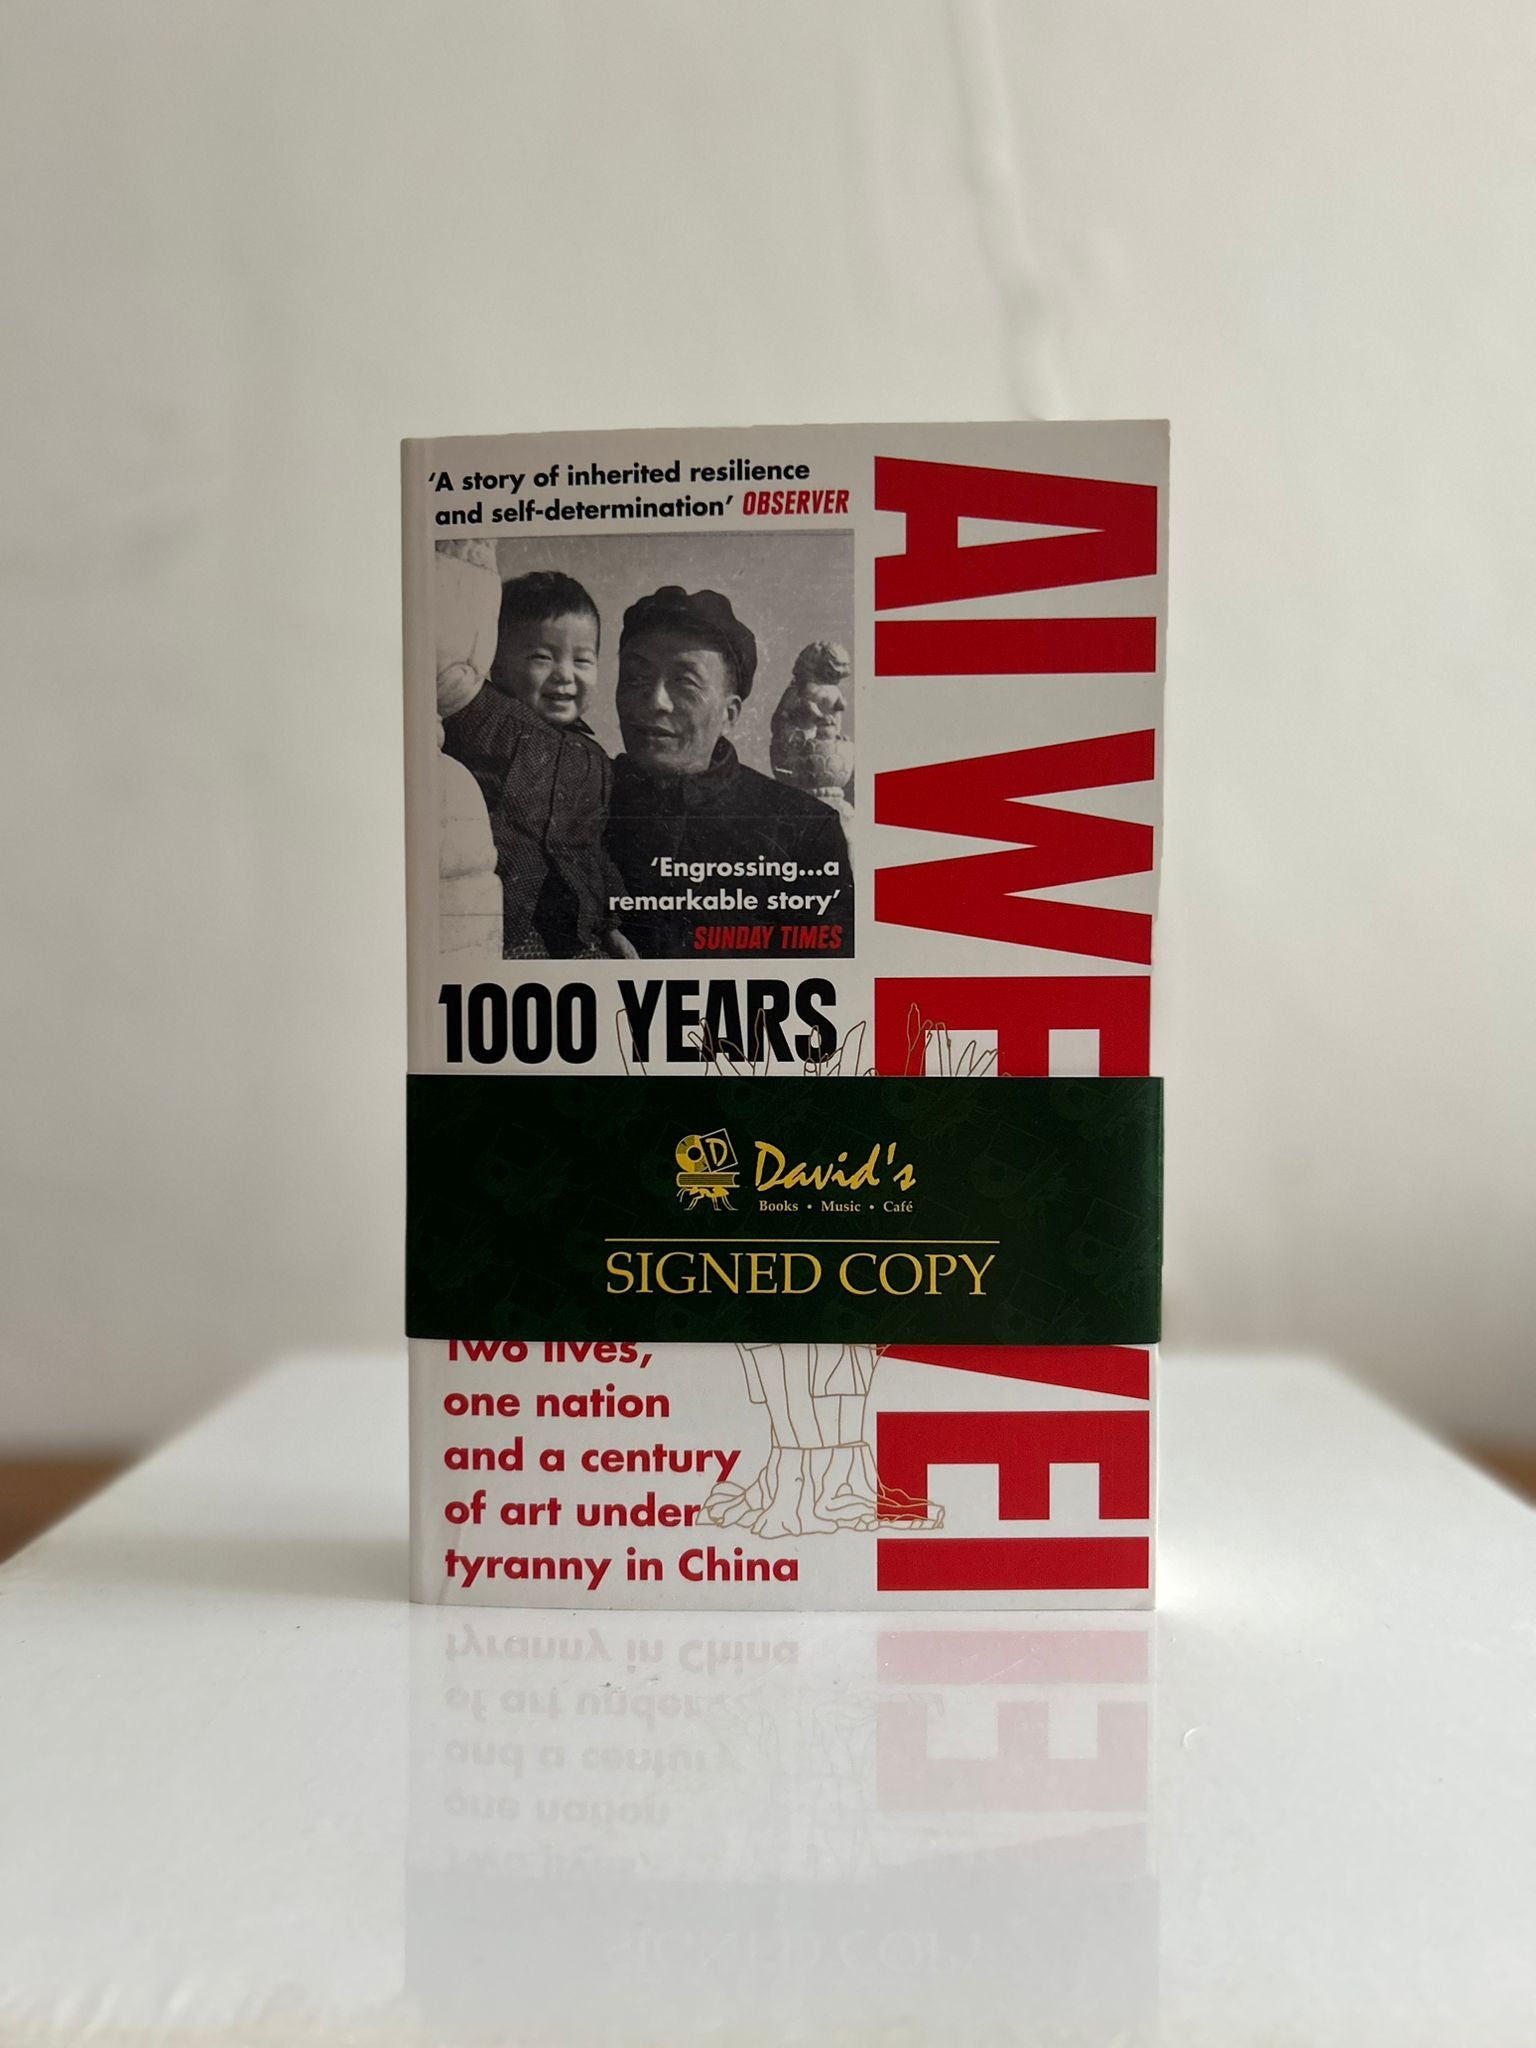 ‘A story of inherited resilience
and self-determination’ OBSERVER
AI WEIWEI
‘Engrossing...a
remarkable story’
SUNDAY TIMES
1000 YEARS
David's
Books • Music • Café
SIGNED COPY
Two lives,
one nation
and a century
of art under
tyranny in China